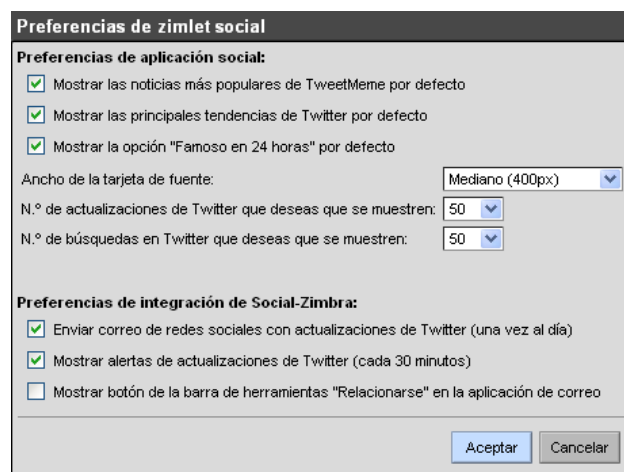 Preferencias de zimlet social
Preferencias de aplicación social:
Mostrar las noticias más populares de TweetMeme por defecto
Mostrar las principales tendencias de Twitter por defecto
Mostrar la opción "Famoso en 24 horas" por defecto
Ancho de la tarjeta de fuente: Mediano (400px)
N.º de actualizaciones de Twitter que deseas que se muestren: 50
N.º de búsquedas en Twitter que deseas que se muestren: 50
Preferencias de integración de Social-Zimbra:
Enviar correo de redes sociales con actualizaciones de Twitter (una vez al día)
Mostrar alertas de actualizaciones de Twitter (cada 30 minutos)
Mostrar botón de la barra de herramientas "Relacionarse" en la aplicación de correo
Aceptar Cancelar